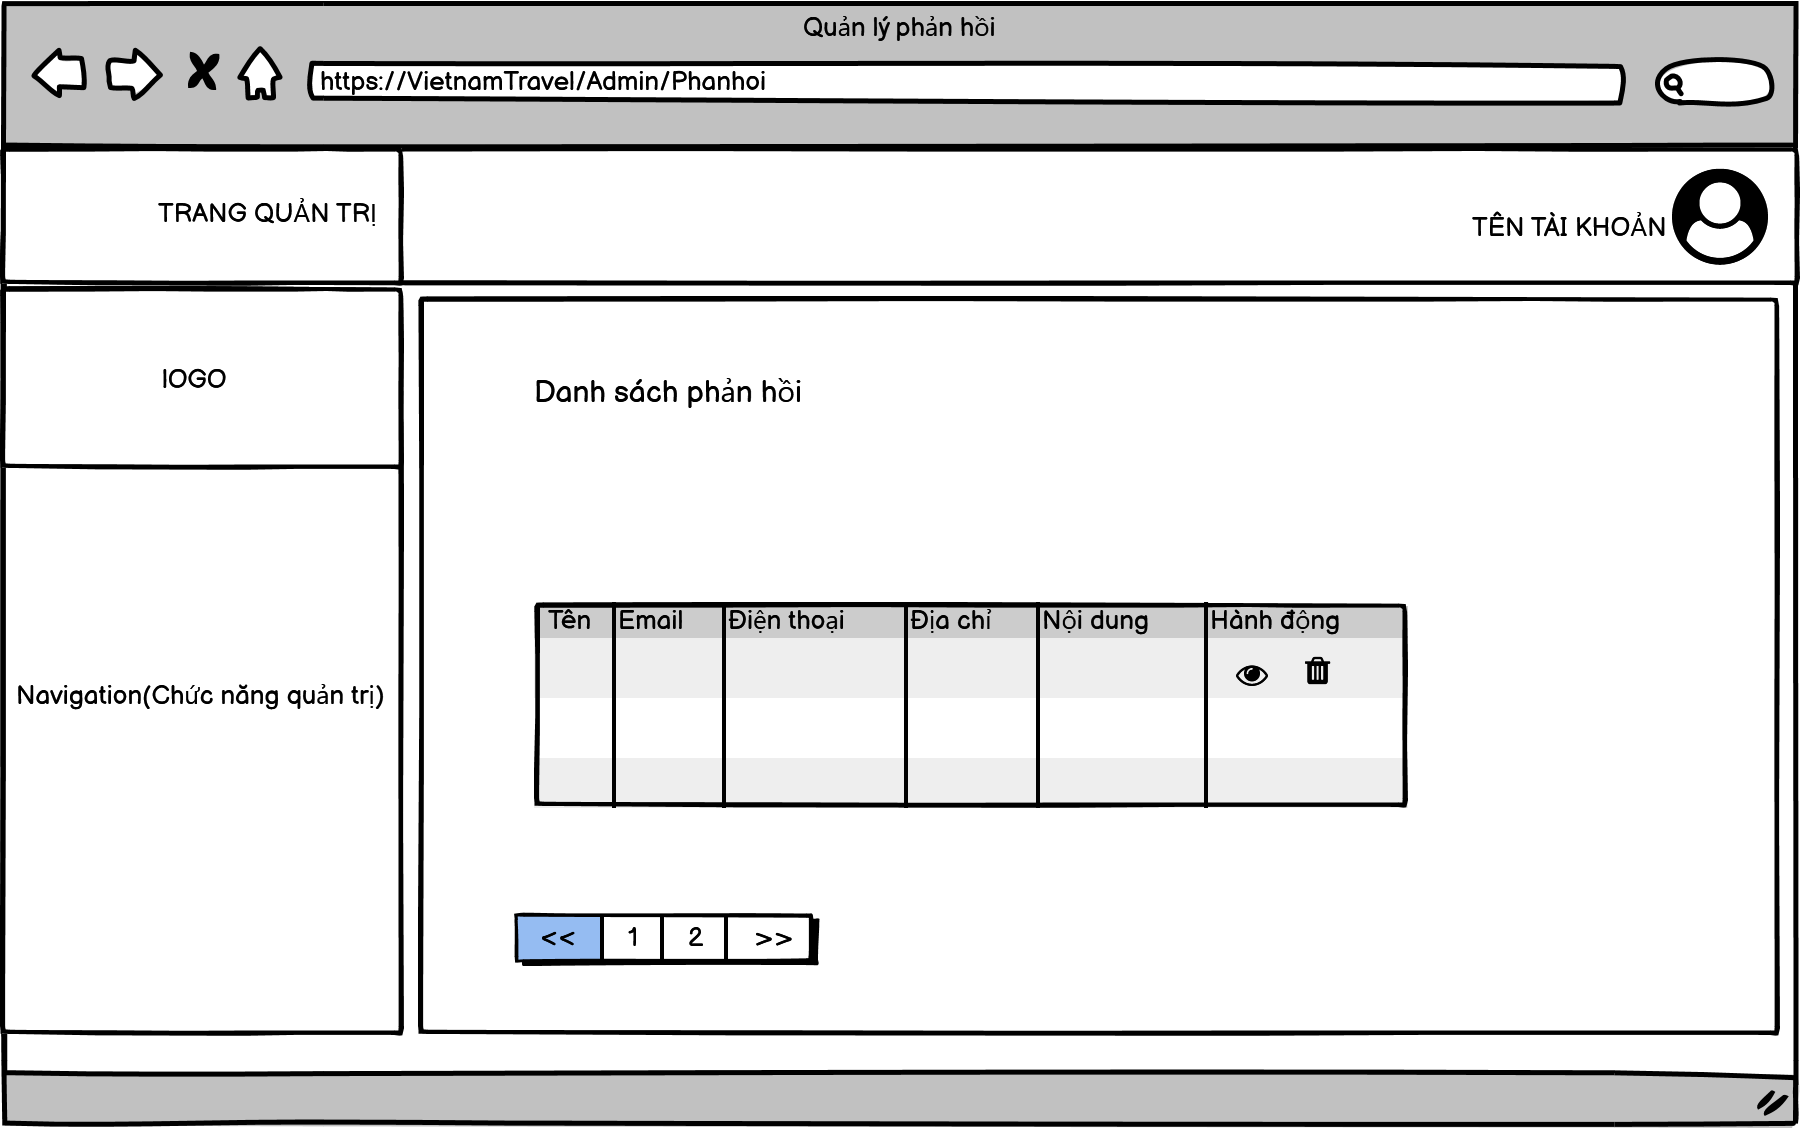 Quản lý phản hồi
https://VietnamTravel/Admin/Phanhoi
TRANG QUẢN TRỊ
TÊN TÀI KHOẢN
lOGO
Danh sách phản hồi
Navigation(Chức năng quản trị)
Tên Email Điện thoại Địa chỉ Nội dung Hành động
<< 1 2 >>